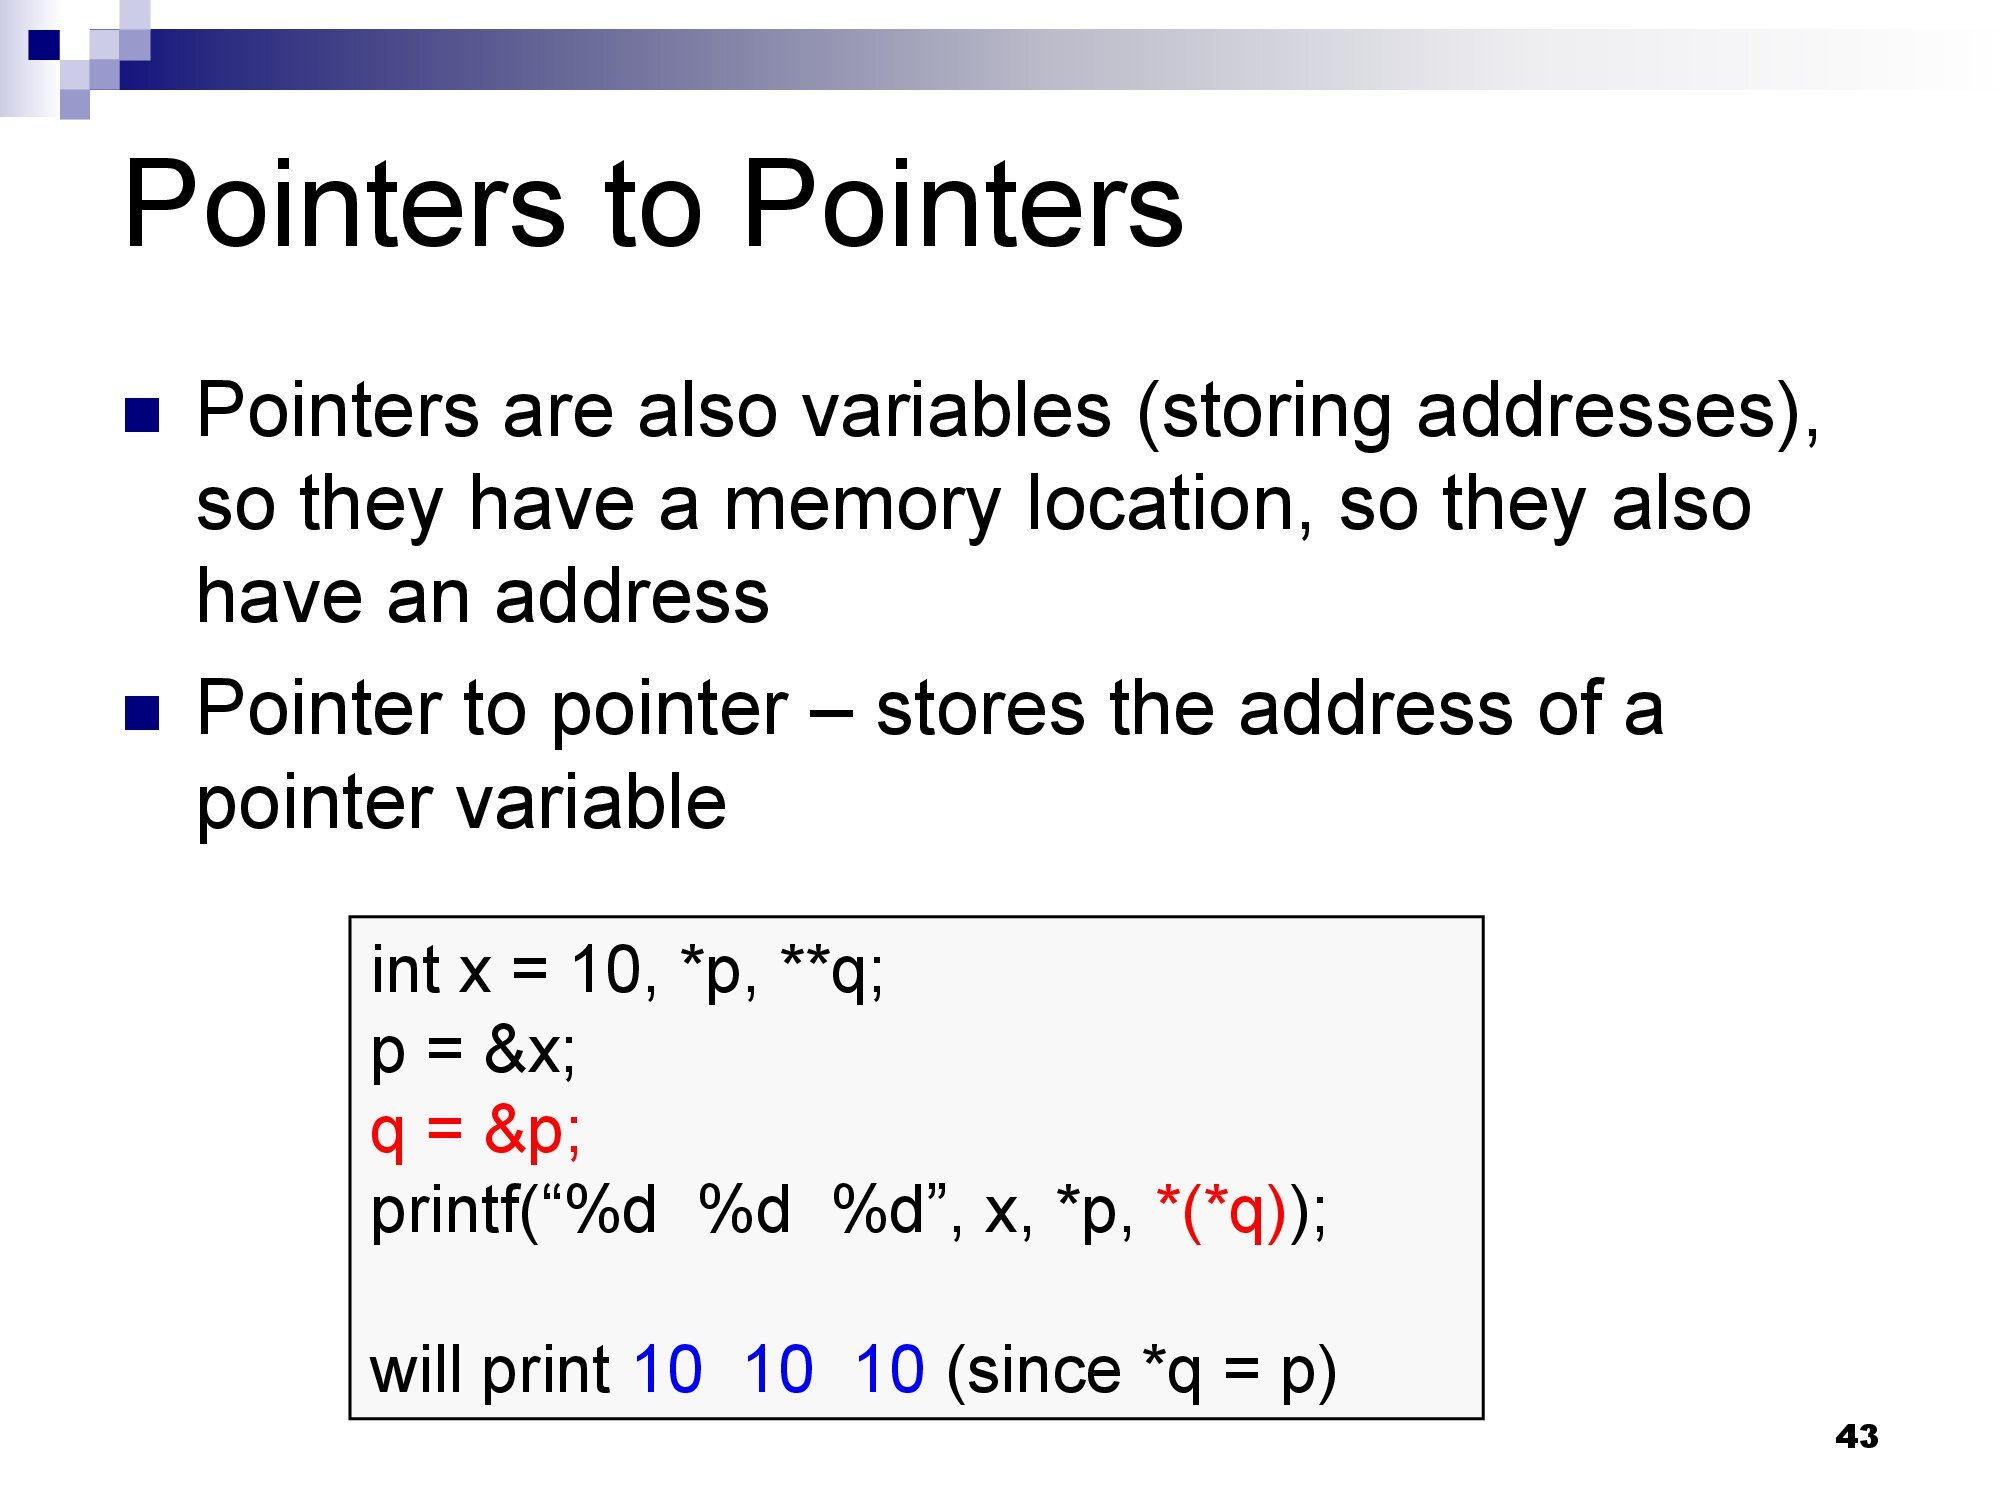 Pointers to Pointers
Pointers are also variables (storing addresses),
so they have a memory location, so they also
have an address
Pointer to pointer – stores the address of a
pointer variable
int x = 10, *p, **q;
p = &x;
q = &p;
printf(“%d  %d  %d”, x, *p, *(*q));
will print 10  10  10 (since *q = p)
43